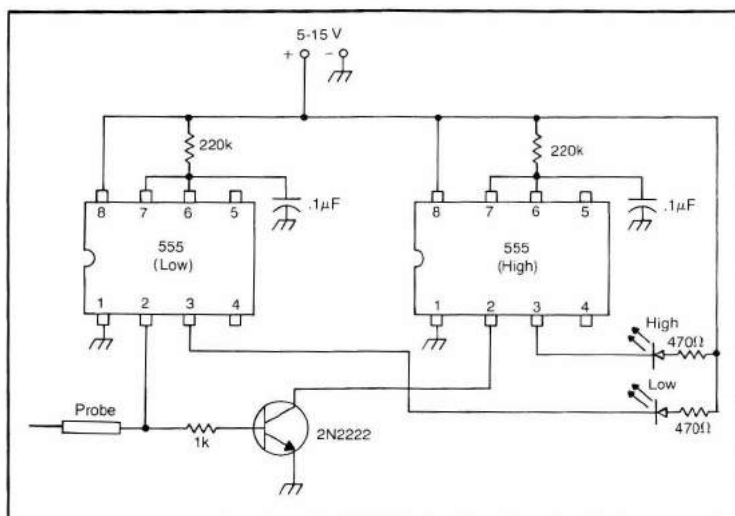 5-15 V
+ -
220k
220k
8 7 6 5
.1µF
8 7 6 5
.1µF
555
(Low)
555
(High)
1 2 3 4
1 2 3 4
High
470Ω
Low
470Ω
Probe
1k
2N2222